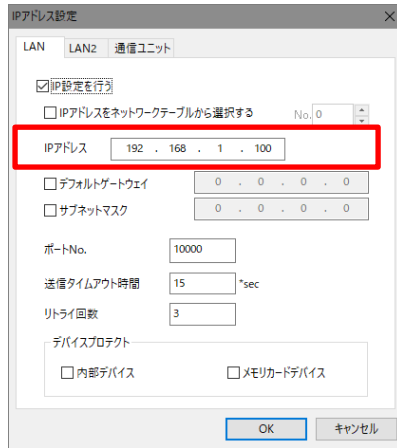 IPアドレス設定
LAN LAN2 通信ユニット
IP設定を行う
IPアドレスをネットワークテーブルから選択する No. 0
IPアドレス 192 . 168 . 1 . 100
デフォルトゲートウェイ 0 . 0 . 0 . 0
サブネットマスク 0 . 0 . 0 . 0
ポートNo. 10000
送信タイムアウト時間 15 *sec
リトライ回数 3
デバイスプロテクト
内部デバイス メモリカードデバイス
OK キャンセル